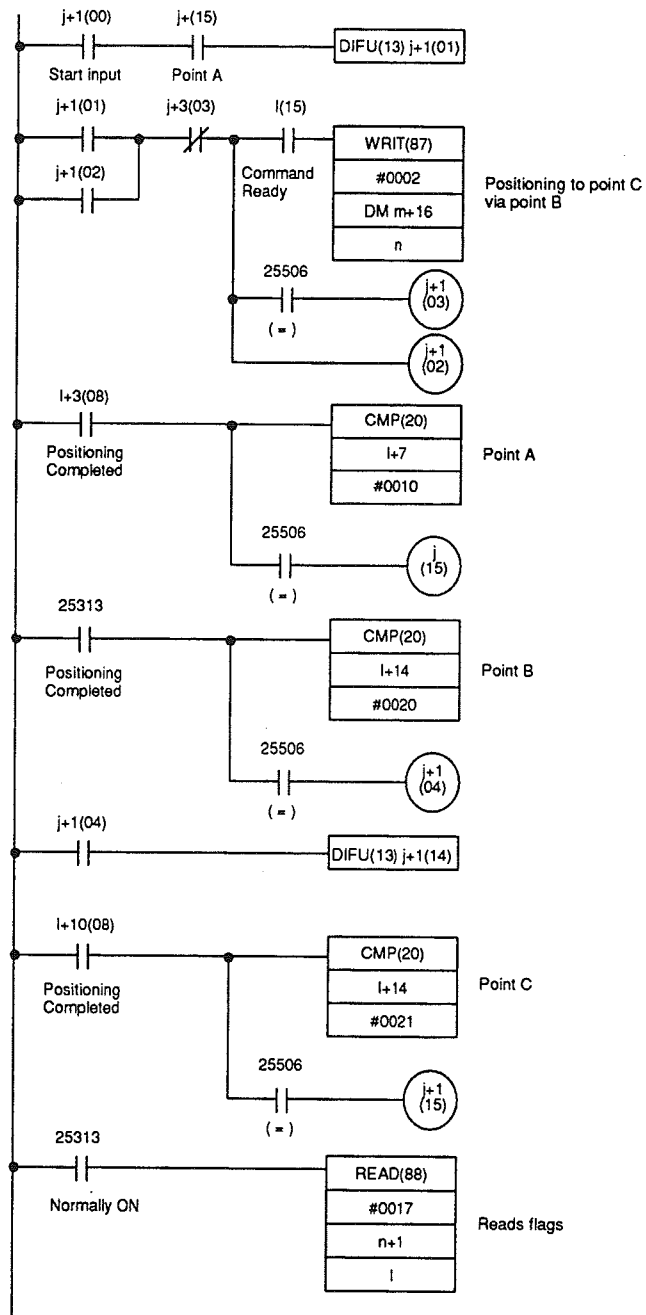 j+1(00) j+(15)
DIFU(13) j+1(01)
Start input Point A
j+1(01) j+3(03) l(15)
WRIT(87)
j+1(02)
Command
Ready
#0002
DM m+16
n
Positioning to point C
via point B
25506
j+1
(03)
( = )
j+1
(02)
l+3(08)
CMP(20)
Positioning
Completed
l+7
#0010
Point A
25506
j
(15)
( = )
25313
CMP(20)
Positioning
Completed
l+14
#0020
Point B
25506
j+1
(04)
( = )
j+1(04)
DIFU(13) j+1(14)
l+10(08)
CMP(20)
Positioning
Completed
l+14
#0021
Point C
25506
j+1
(15)
( = )
25313
READ(88)
Normally ON
#0017
n+1
l
Reads flags